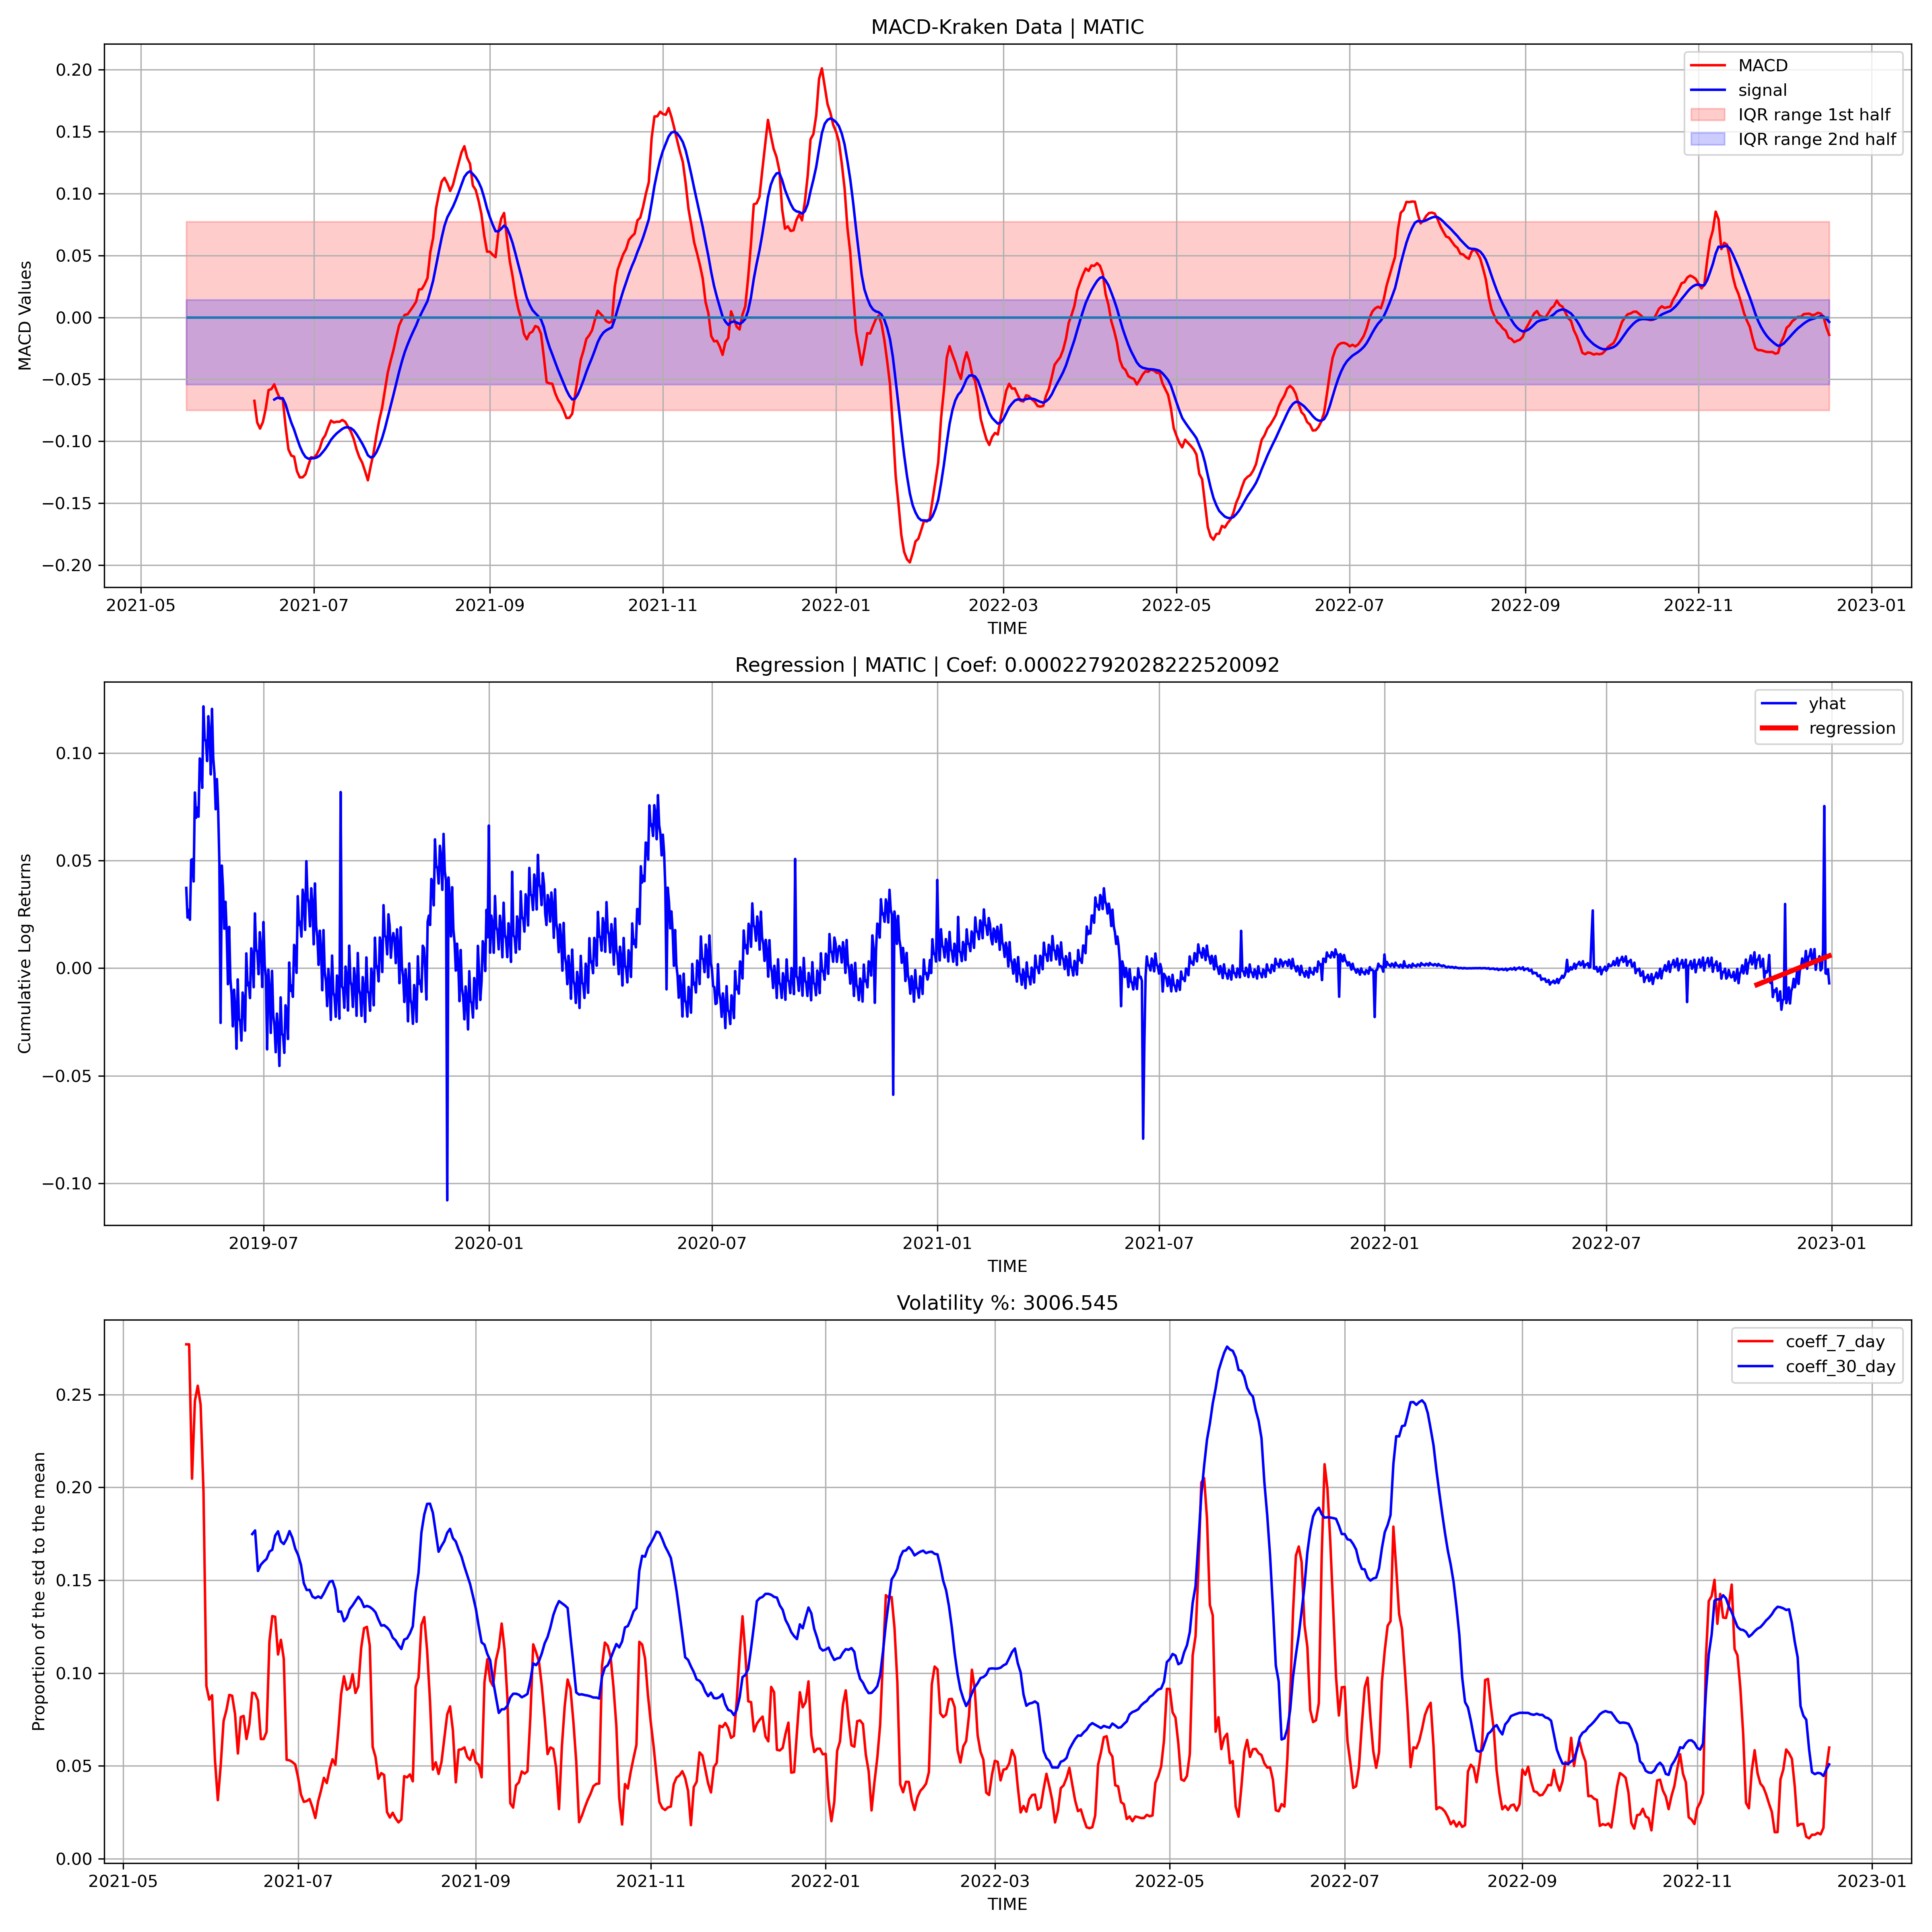 MACD-Kraken Data | MATIC
MACD Values
0.20
0.15
0.10
0.05
0.00
−0.05
−0.10
−0.15
−0.20
MACD
signal
IQR range 1st half
IQR range 2nd half
2021-05 2021-07 2021-09 2021-11 2022-01 2022-03 2022-05 2022-07 2022-09 2022-11 2023-01
TIME
Regression | MATIC | Coef: 0.00022792028222520092
Cumulative Log Returns
0.10
0.05
0.00
−0.05
−0.10
yhat
regression
2019-07 2020-01 2020-07 2021-01 2021-07 2022-01 2022-07 2023-01
TIME
Volatility %: 3006.545
Proportion of the std to the mean
0.25
0.20
0.15
0.10
0.05
0.00
coeff_7_day
coeff_30_day
2021-05 2021-07 2021-09 2021-11 2022-01 2022-03 2022-05 2022-07 2022-09 2022-11 2023-01
TIME